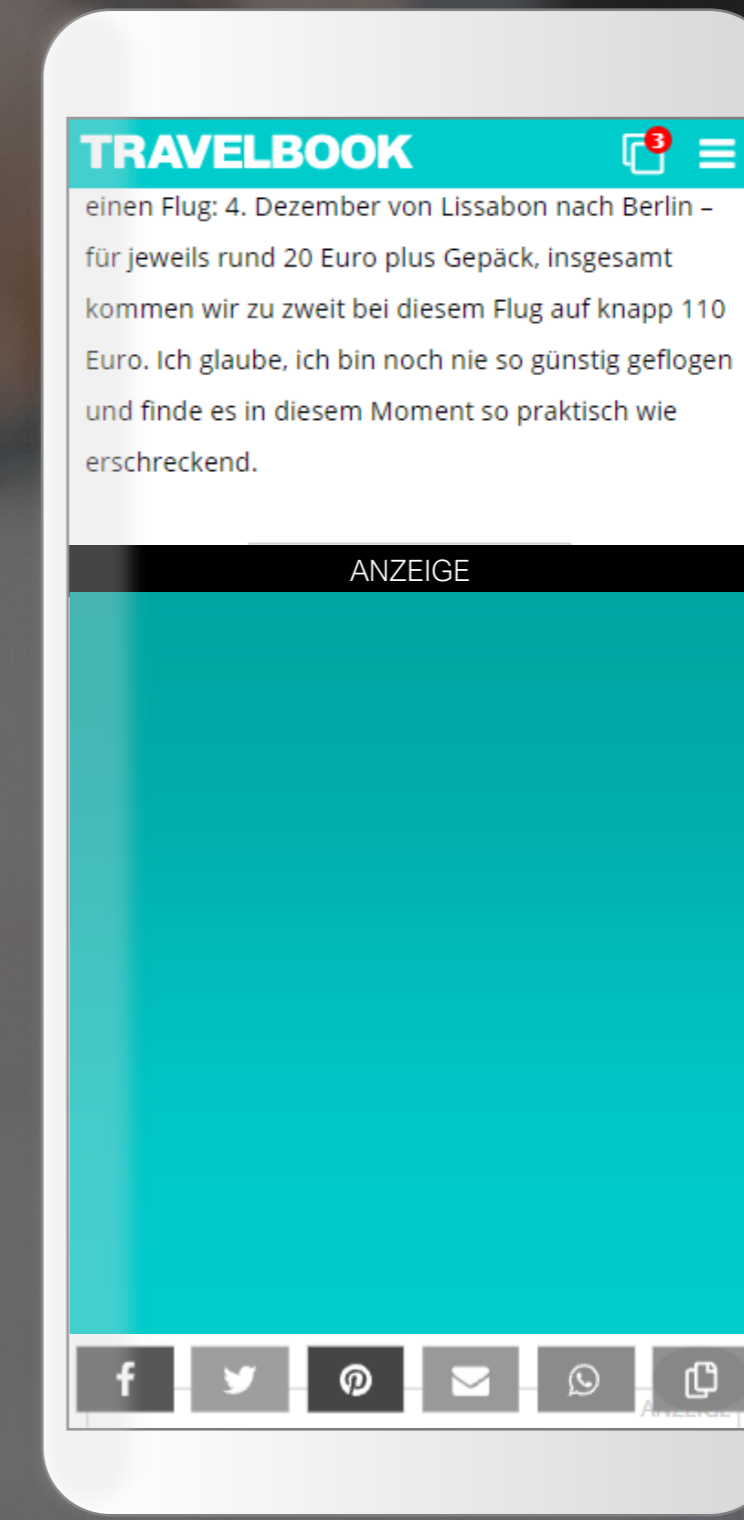 TRAVELBOOK
3
einen Flug: 4. Dezember von Lissabon nach Berlin –
für jeweils rund 20 Euro plus Gepäck, insgesamt
kommen wir zu zweit bei diesem Flug auf knapp 110
Euro. Ich glaube, ich bin noch nie so günstig geflogen
und finde es in diesem Moment so praktisch wie
erschreckend.
ANZEIGE
ANZEIGE